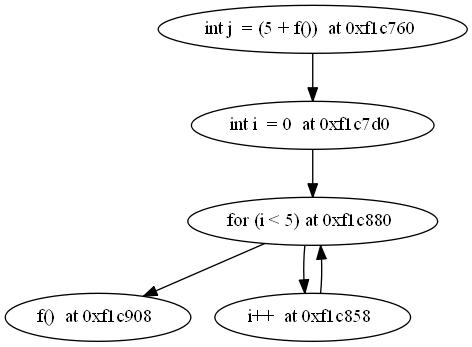 int j = (5 + f()) at 0xf1c760
int i = 0 at 0xf1c7d0
for (i < 5) at 0xf1c880
f() at 0xf1c908
i++ at 0xf1c858